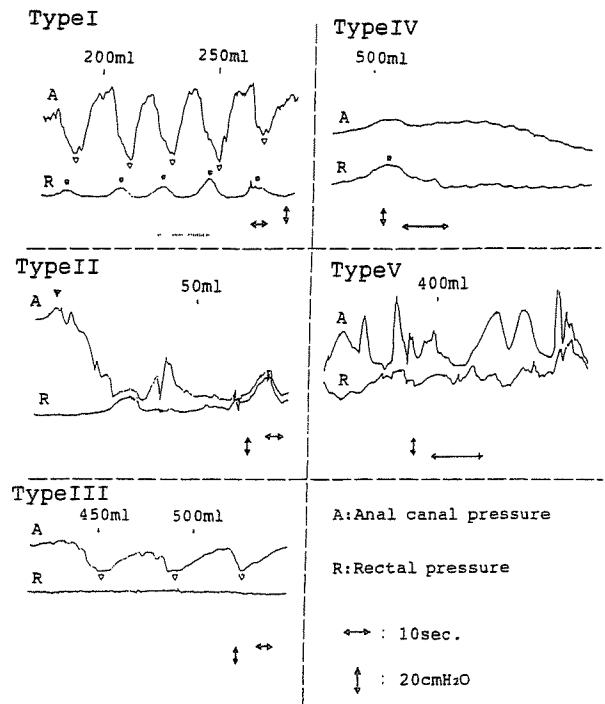 TypeI
200ml 250ml
A
R
TypeIV
500ml
A
R
TypeII
50ml
A
R
TypeV
400ml
A
R
TypeIII
450ml 500ml
A
R
A:Anal canal pressure
R:Rectal pressure
: 10sec.
: 20cmH₂O